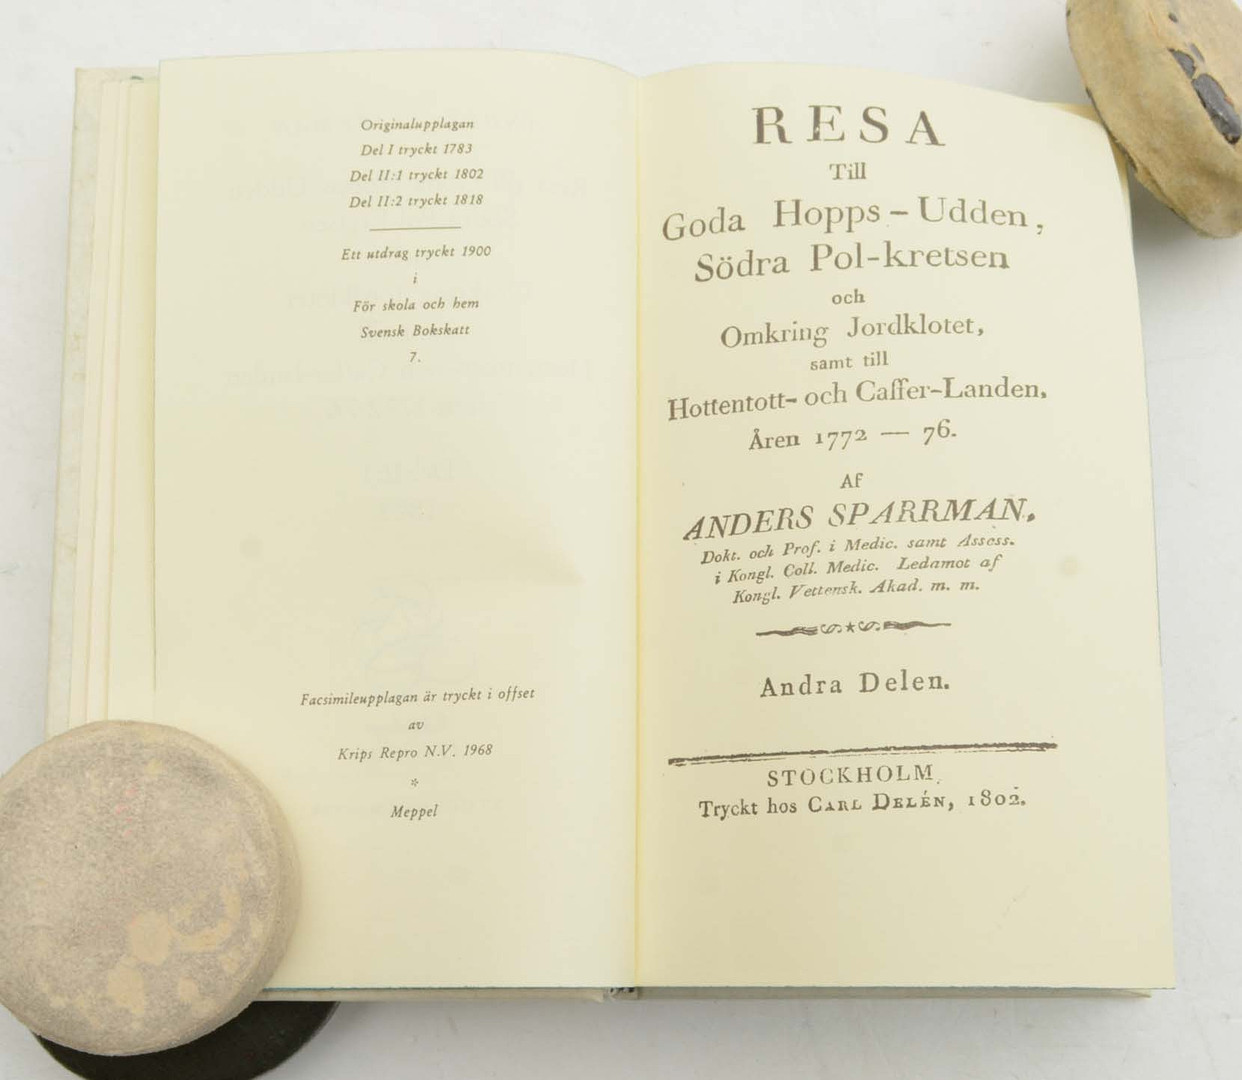 Originalupplagan
Del I tryckt 1783
Del II:1 tryckt 1802
Del II:2 tryckt 1818
Ett utdrag tryckt 1900
i
För skola och hem
Svensk Bokskatt
7.
Facsimileupplagan är tryckt i offset
av
Krips Repro N.V. 1968
*
Meppel
RESA
Till
Goda Hopps-Udden,
Södra Pol-kretsen
och
Omkring Jordklotet,
samt till
Hottentott- och Caffer-Landen,
Åren 1772 — 76.
Af
ANDERS SPARRMAN,
Dokt. och Prof. i Medic. samt Assess.
i Kongl. Coll. Medic. Ledamot af
Kongl. Vettensk. Akad. m. m.
Andra Delen.
STOCKHOLM,
Tryckt hos CARL DELÉN, 1802.